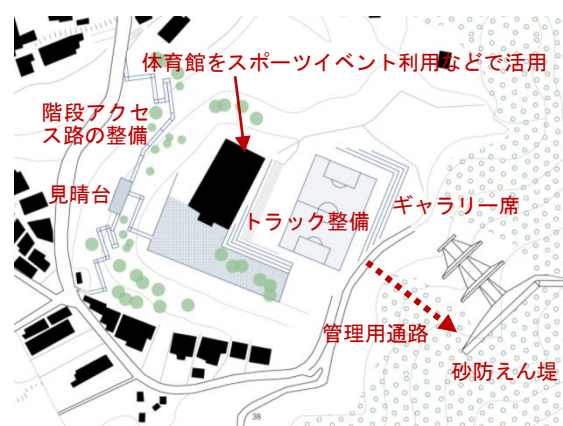 体育館をスポーツイベント利用などで活用
階段アクセ
ス路の整備
見晴台
トラック整備
ギャラリー席
管理用通路
砂防えん堤
38